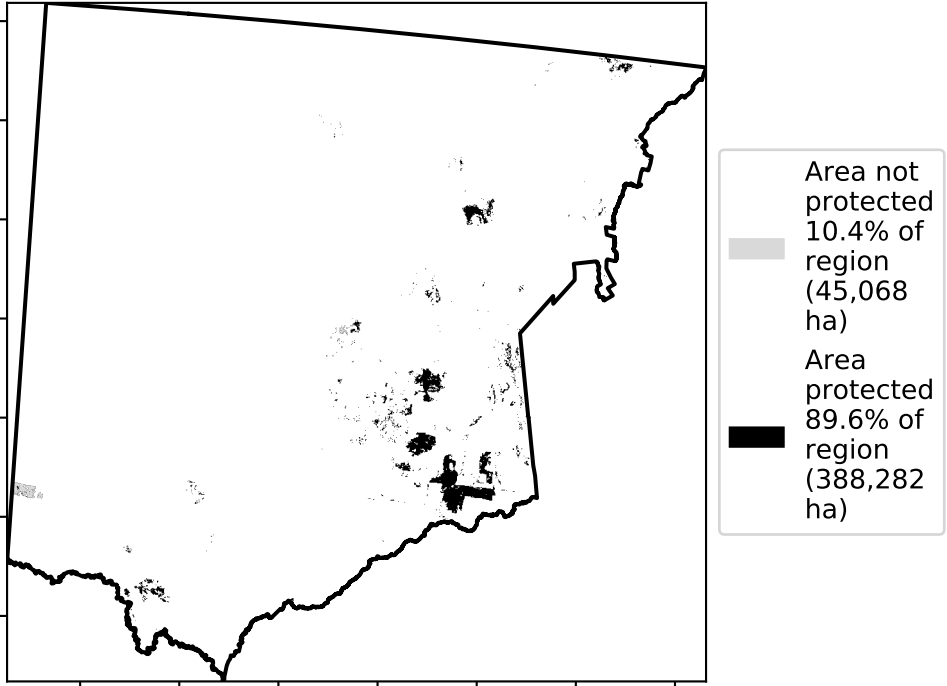 Area not
protected
10.4% of
region
(45,068
ha)
Area
protected
89.6% of
region
(388,282
ha)